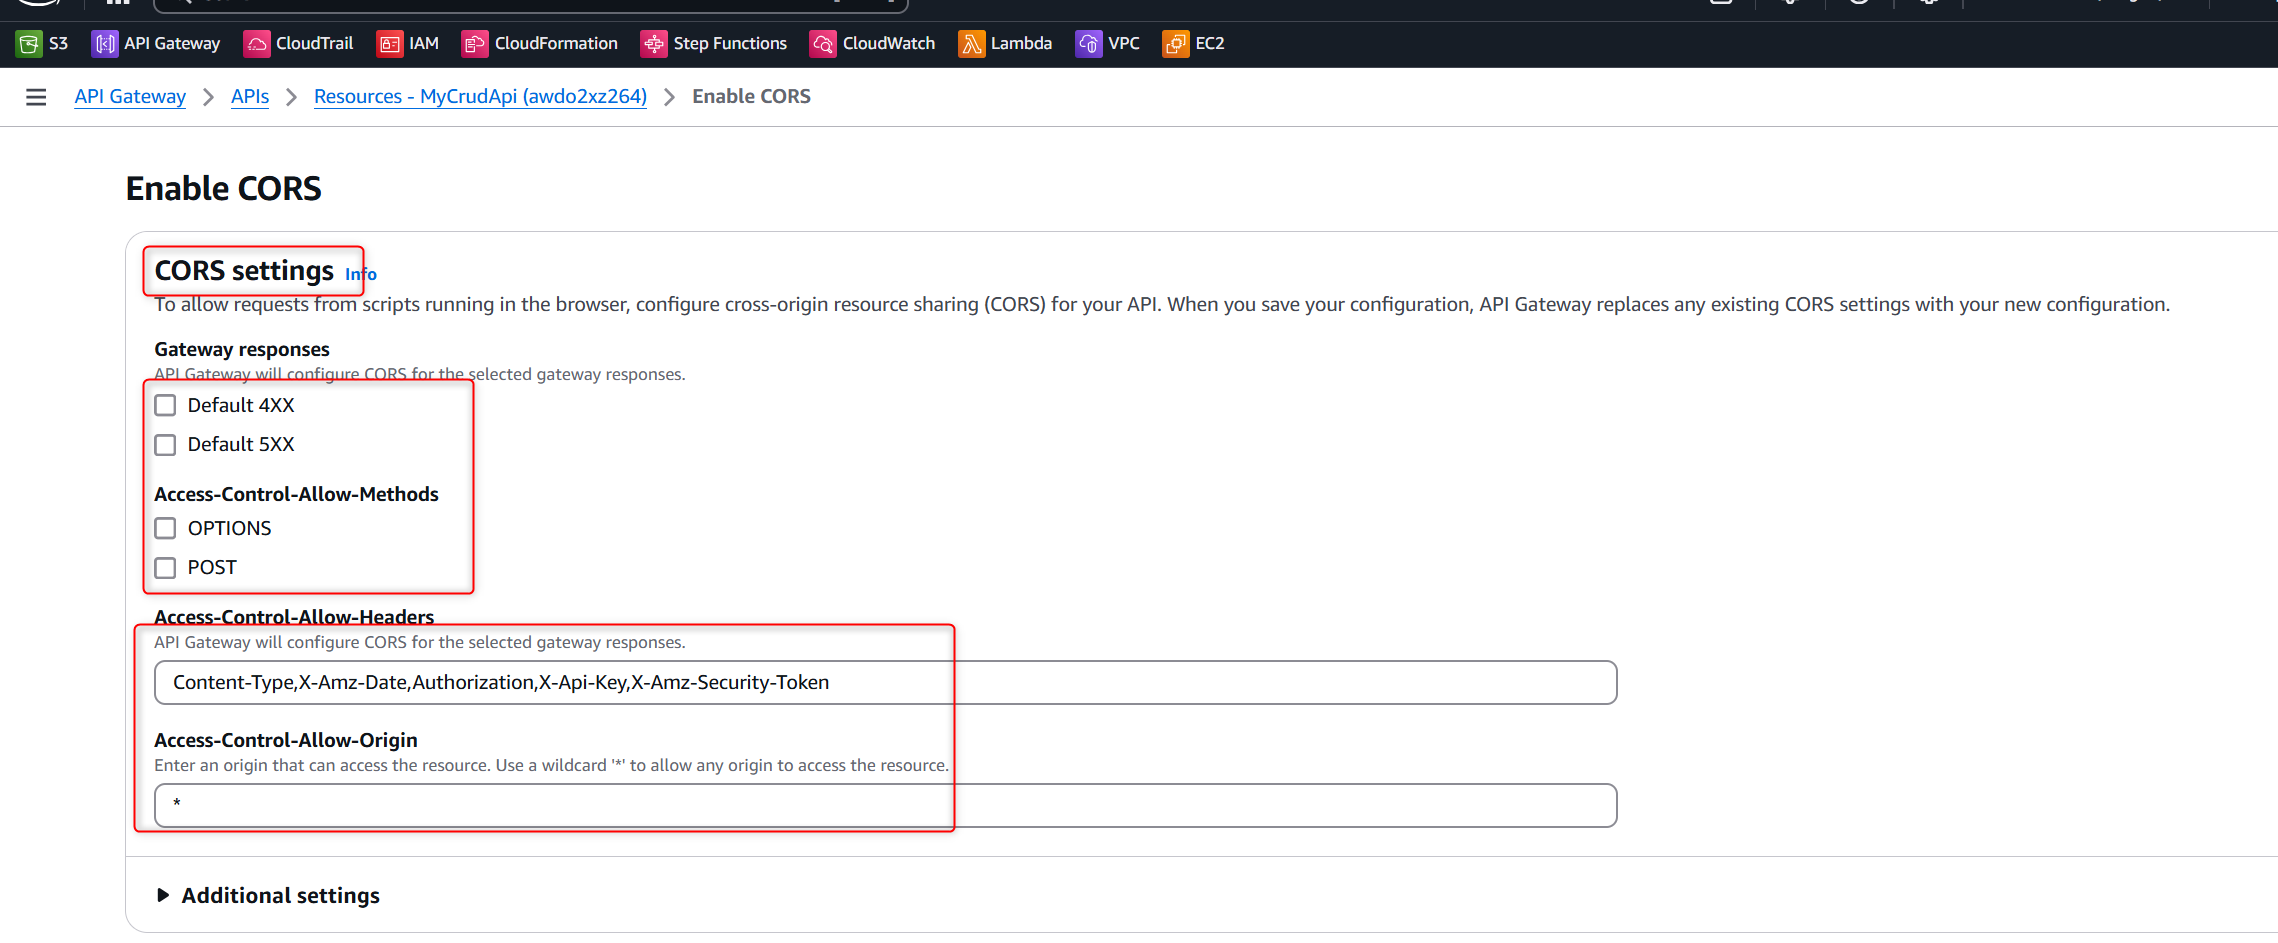 S3 API Gateway CloudTrail IAM CloudFormation Step Functions CloudWatch Lambda VPC EC2
API Gateway APIs Resources - MyCrudApi (awdo2xz264) Enable CORS
Enable CORS
CORS settings Info
To allow requests from scripts running in the browser, configure cross-origin resource sharing (CORS) for your API. When you save your configuration, API Gateway replaces any existing CORS settings with your new configuration.
Gateway responses
API Gateway will configure CORS for the selected gateway responses.
Default 4XX
Default 5XX
Access-Control-Allow-Methods
OPTIONS
POST
Access-Control-Allow-Headers
API Gateway will configure CORS for the selected gateway responses.
Content-Type,X-Amz-Date,Authorization,X-Api-Key,X-Amz-Security-Token
Access-Control-Allow-Origin
Enter an origin that can access the resource. Use a wildcard '*' to allow any origin to access the resource.
*
Additional settings